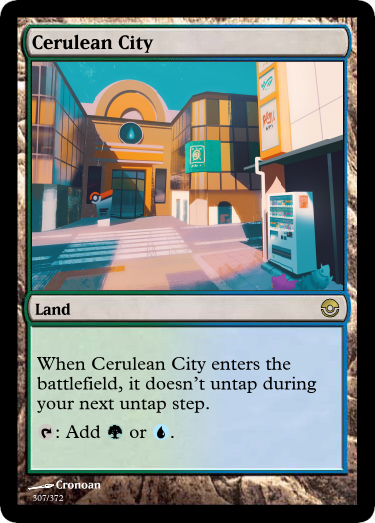 Cerulean City
Land
When Cerulean City enters the
battlefield, it doesn't untap during
your next untap step.
: Add or .
Cronoan
307/372